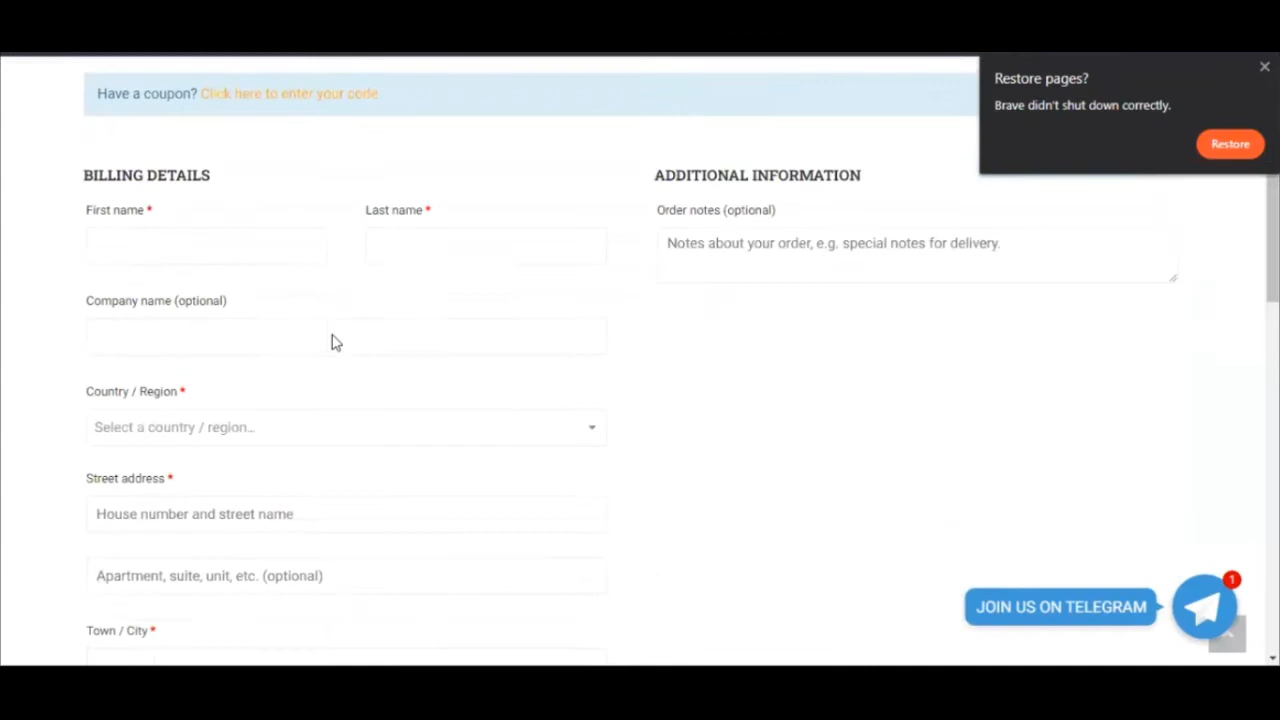 Have a coupon? Click here to enter your code
Restore pages?
Brave didn't shut down correctly.
Restore
BILLING DETAILS
First name *
Last name *
Company name (optional)
Country / Region *
Select a country / region...
Street address *
House number and street name
Apartment, suite, unit, etc. (optional)
Town / City *
ADDITIONAL INFORMATION
Order notes (optional)
Notes about your order, e.g. special notes for delivery.
JOIN US ON TELEGRAM
1